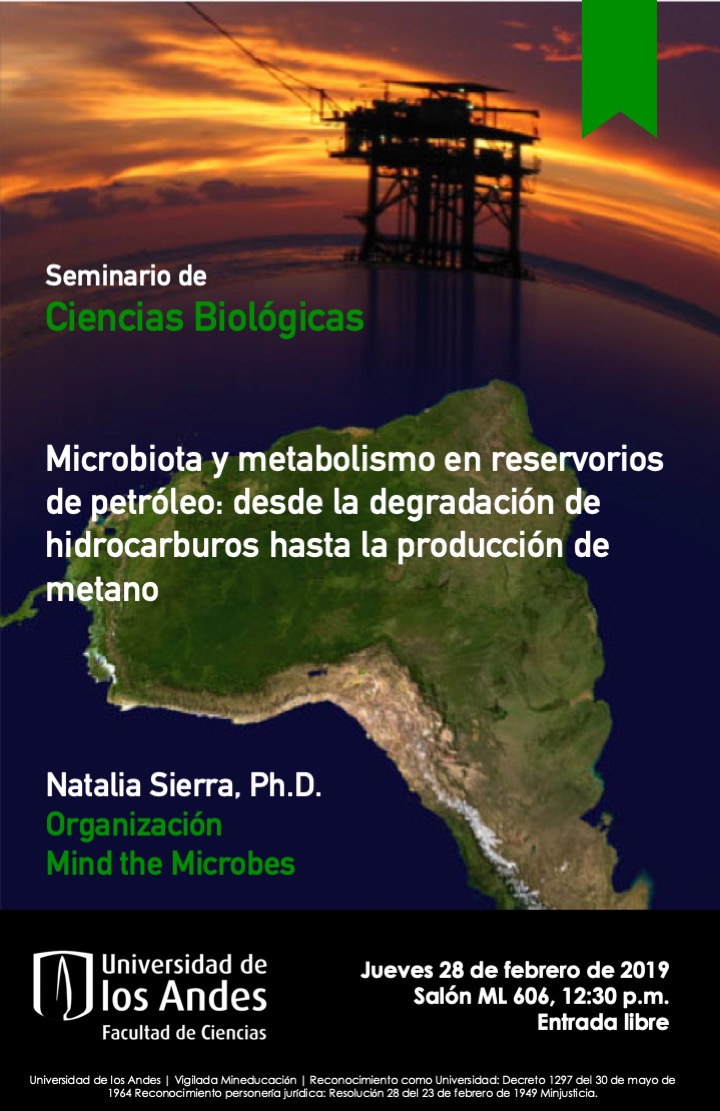 Seminario de
Ciencias Biológicas
Microbiota y metabolismo en reservorios
de petróleo: desde la degradación de
hidrocarburos hasta la producción de
metano
Natalia Sierra, Ph.D.
Organización
Mind the Microbes
Universidad de
los Andes
Facultad de Ciencias
Jueves 28 de febrero de 2019
Salón ML 606, 12:30 p.m.
Entrada libre
Universidad de los Andes | Vigilada Mineducación | Reconocimiento como Universidad: Decreto 1297 del 30 de mayo de
1964 Reconocimiento personería jurídica: Resolución 28 del 23 de febrero de 1949 Minjusticia.